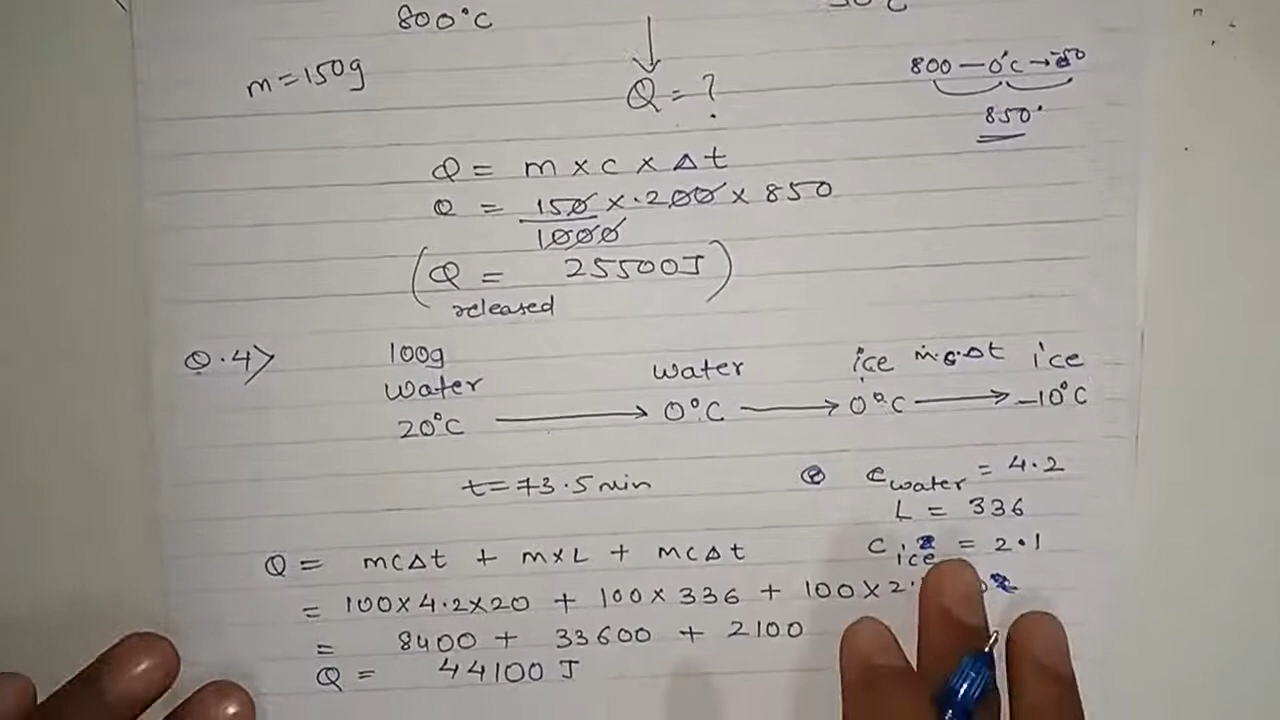 800°C
m=150g
Q = ?
800 — 0°C → -50
850°
Q = m × c × Δt
Q = 150 × 200 × 850
1000
(Q = 25500J)
released
Q.4> 100g
water water ice m.c.Δt ice
20°C → 0°C → 0°C → -10°C
t = 73.5 min
c water = 4.2
L = 336
c ice = 2.1
Q = mcΔt + m×L + mcΔt
= 100×4.2×20 + 100×336 + 100×2.
= 8400 + 33600 + 2100
Q = 44100 J